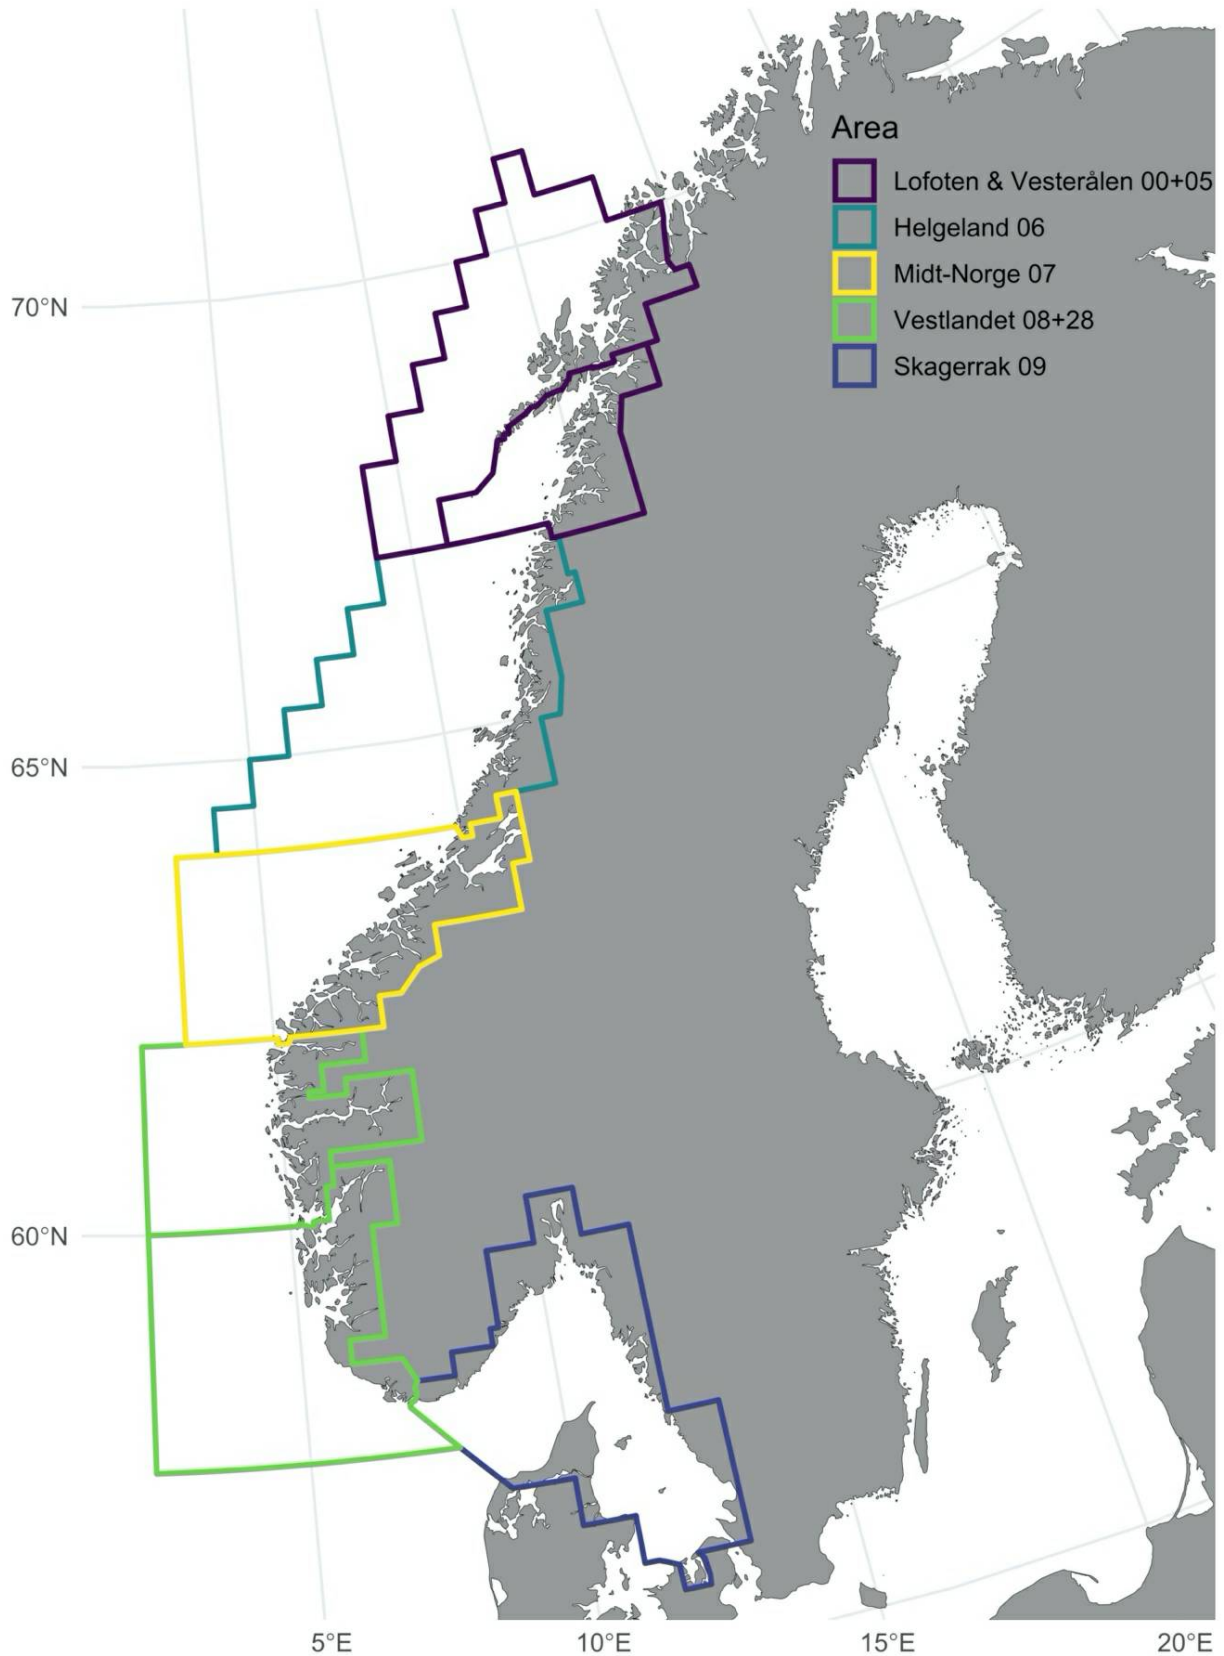 Area
Lofoten & Vesterålen 00+05
Helgeland 06
Midt-Norge 07
Vestlandet 08+28
Skagerrak 09
70°N
65°N
60°N
5°E
10°E
15°E
20°E